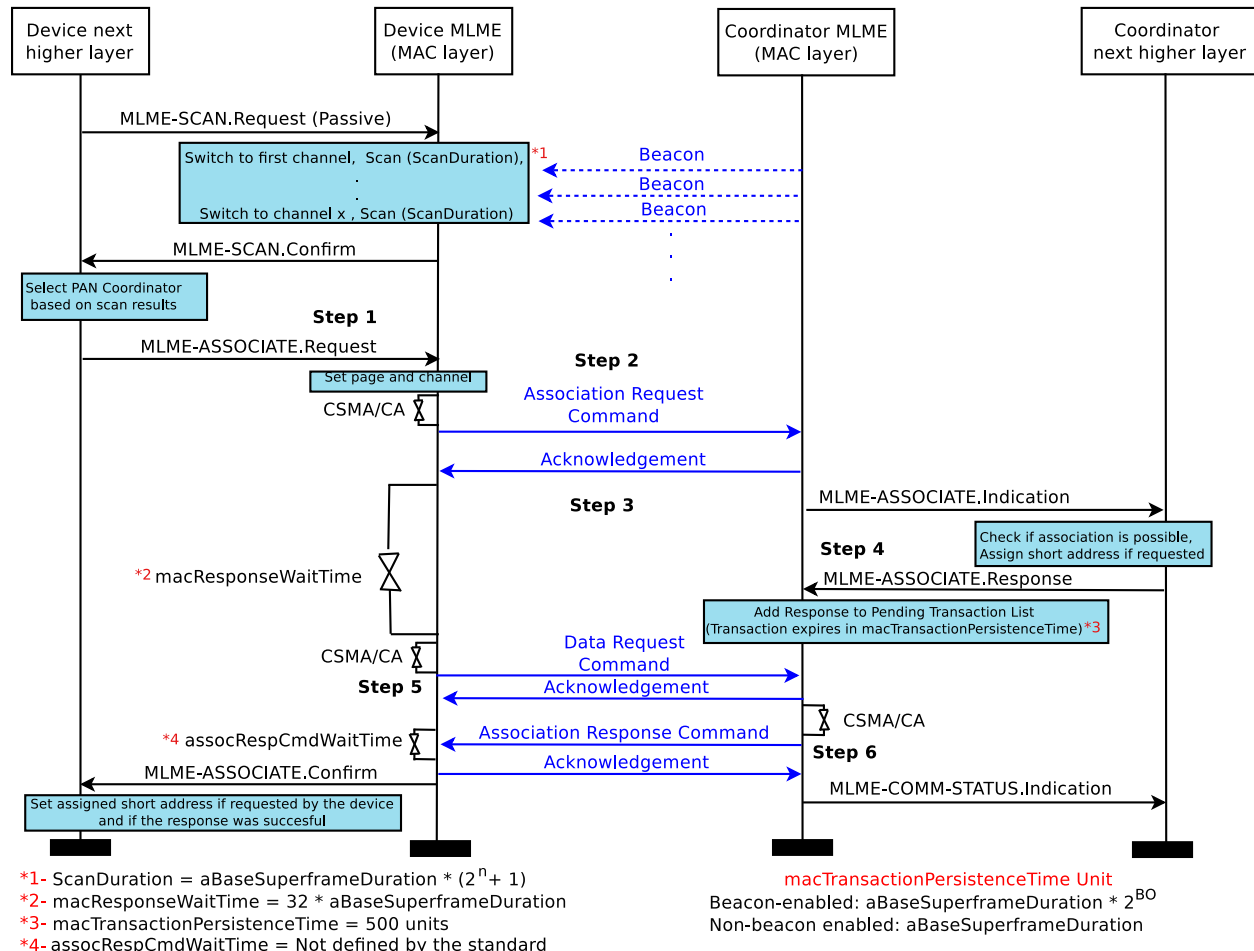 Device next
higher layer
Device MLME
(MAC layer)
Coordinator MLME
(MAC layer)
Coordinator
next higher layer
MLME-SCAN.Request (Passive)
Switch to first channel, Scan (ScanDuration),
.
.
Switch to channel x , Scan (ScanDuration)
*1
Beacon
Beacon
Beacon
.
.
.
MLME-SCAN.Confirm
Select PAN Coordinator
based on scan results
Step 1
MLME-ASSOCIATE.Request
Set page and channel
Step 2
CSMA/CA
Association Request
Command
Acknowledgement
Step 3
MLME-ASSOCIATE.Indication
Check if association is possible,
Assign short address if requested
Step 4
*2 macResponseWaitTime
MLME-ASSOCIATE.Response
Add Response to Pending Transaction List
(Transaction expires in macTransactionPersistenceTime) *3
CSMA/CA
Data Request
Command
Step 5
Acknowledgement
CSMA/CA
*4 assocRespCmdWaitTime
Association Response Command
Step 6
MLME-ASSOCIATE.Confirm
Acknowledgement
MLME-COMM-STATUS.Indication
Set assigned short address if requested by the device
and if the response was succesful
*1- ScanDuration = aBaseSuperframeDuration * (2^n + 1)
*2- macResponseWaitTime = 32 * aBaseSuperframeDuration
*3- macTransactionPersistenceTime = 500 units
*4- assocRespCmdWaitTime = Not defined by the standard
macTransactionPersistenceTime Unit
Beacon-enabled: aBaseSuperframeDuration * 2^BO
Non-beacon enabled: aBaseSuperframeDuration